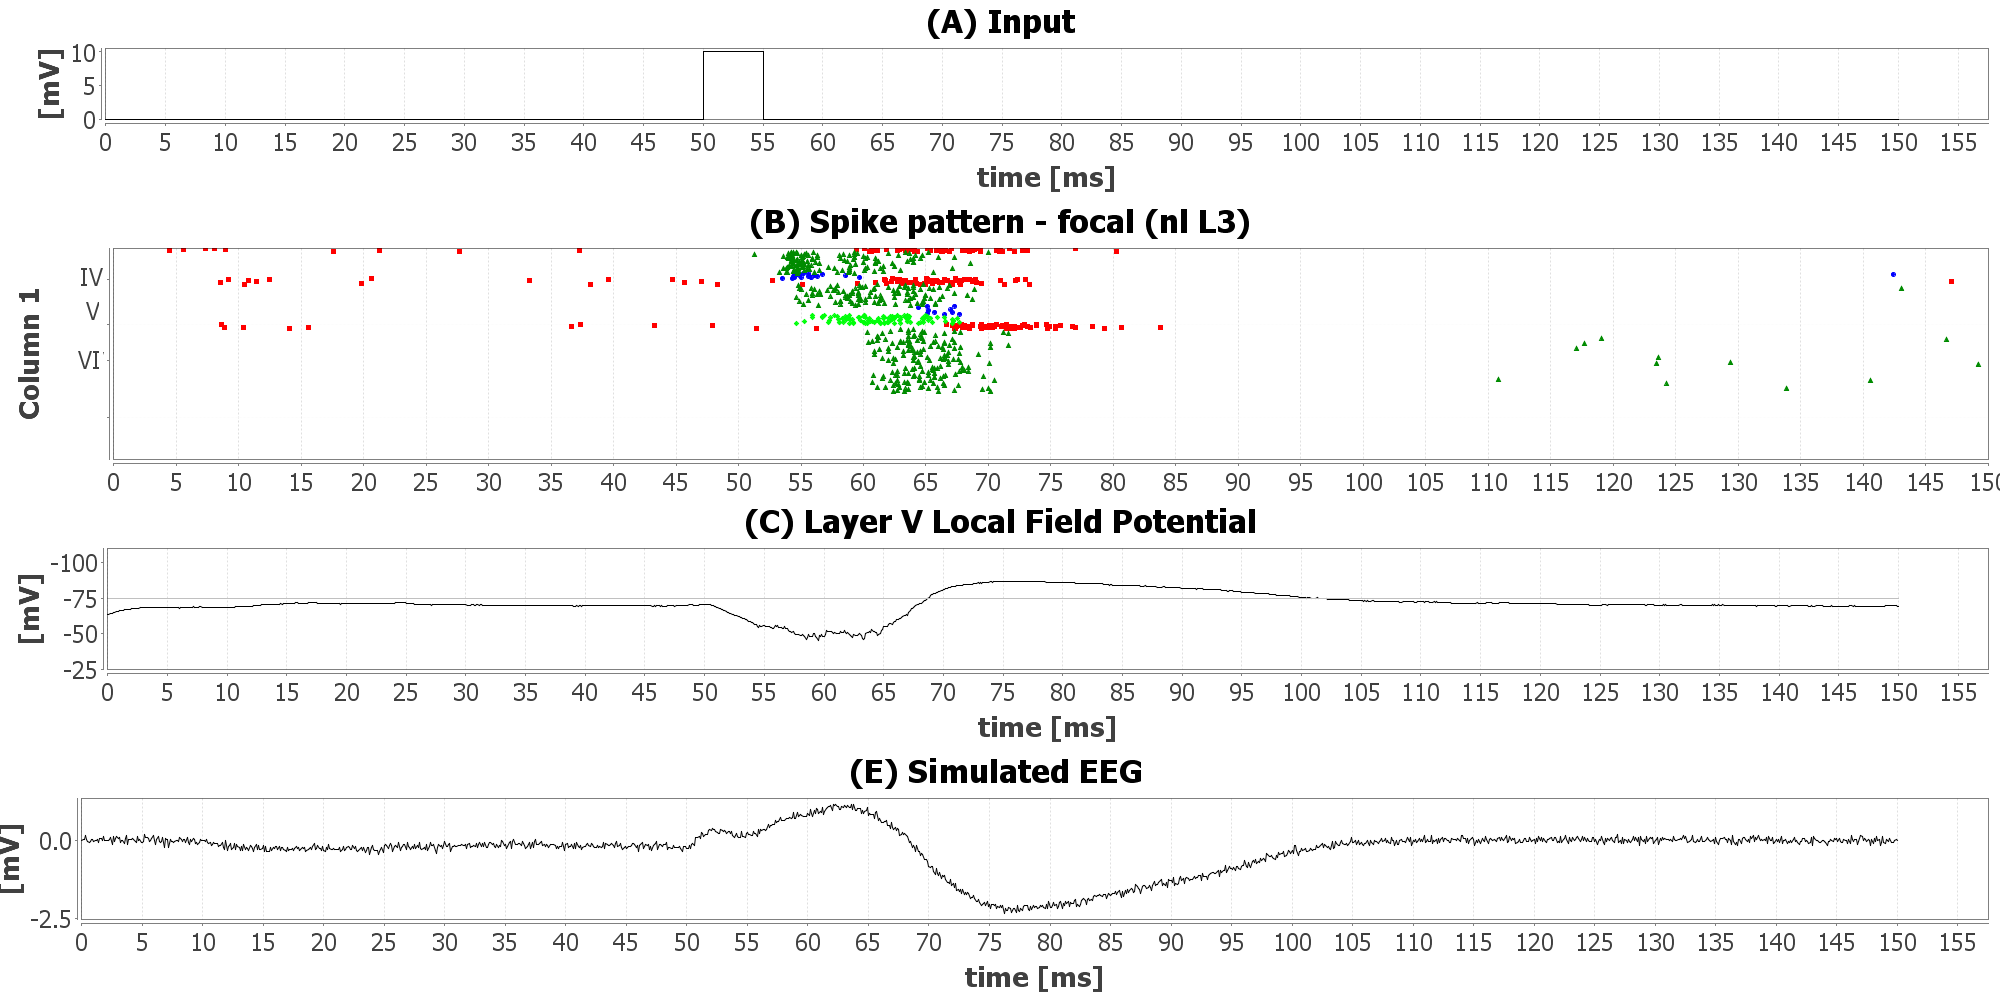 (A) Input
[mV]
10
5
0
0 5 10 15 20 25 30 35 40 45 50 55 60 65 70 75 80 85 90 95 100 105 110 115 120 125 130 135 140 145 150 155
time [ms]
(B) Spike pattern - focal (nl L3)
Column 1
IV
V
VI
0 5 10 15 20 25 30 35 40 45 50 55 60 65 70 75 80 85 90 95 100 105 110 115 120 125 130 135 140 145 150
(C) Layer V Local Field Potential
[mV]
-100
-75
-50
-25
0 5 10 15 20 25 30 35 40 45 50 55 60 65 70 75 80 85 90 95 100 105 110 115 120 125 130 135 140 145 150 155
time [ms]
(E) Simulated EEG
[mV]
0.0
-2.5
0 5 10 15 20 25 30 35 40 45 50 55 60 65 70 75 80 85 90 95 100 105 110 115 120 125 130 135 140 145 150 155
time [ms]